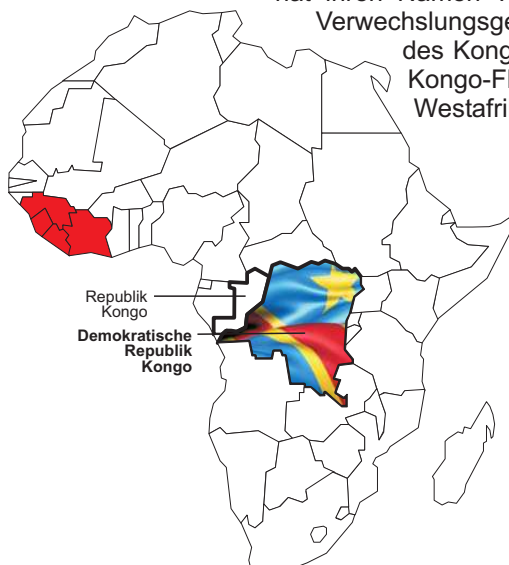 Verwechslungsge
des Kong
Kongo-Fl
Westafri
Republik
Kongo
Demokratische
Republik
Kongo